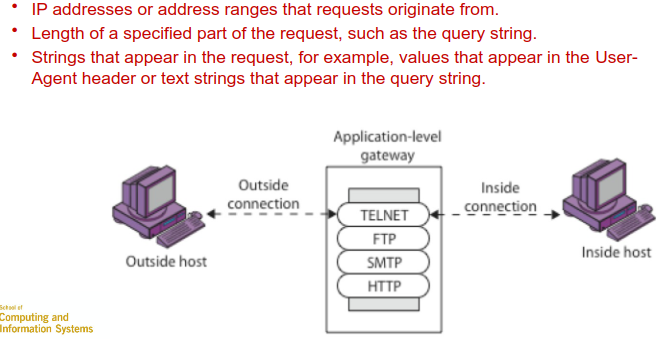 • IP addresses or address ranges that requests originate from.
• Length of a specified part of the request, such as the query string.
• Strings that appear in the request, for example, values that appear in the User-
Agent header or text strings that appear in the query string.
Application-level
gateway
Outside
connection
Inside
connection
TELNET
FTP
SMTP
HTTP
Outside host
Inside host
School of
Computing and
Information Systems